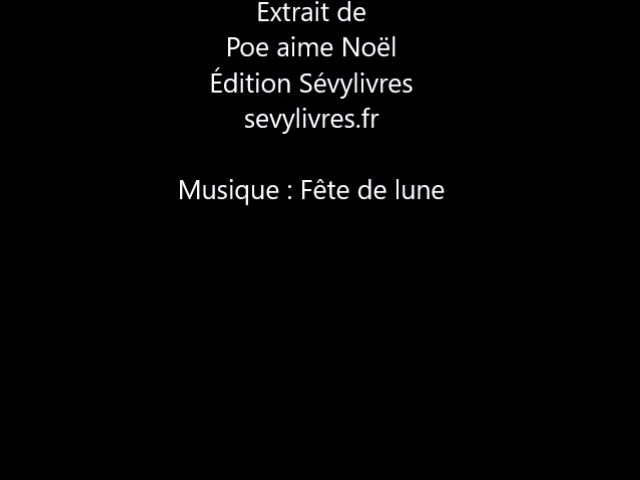 Extrait de
Poe aime Noël
Édition Sévylivres
sevylivres.fr
Musique : Fête de lune